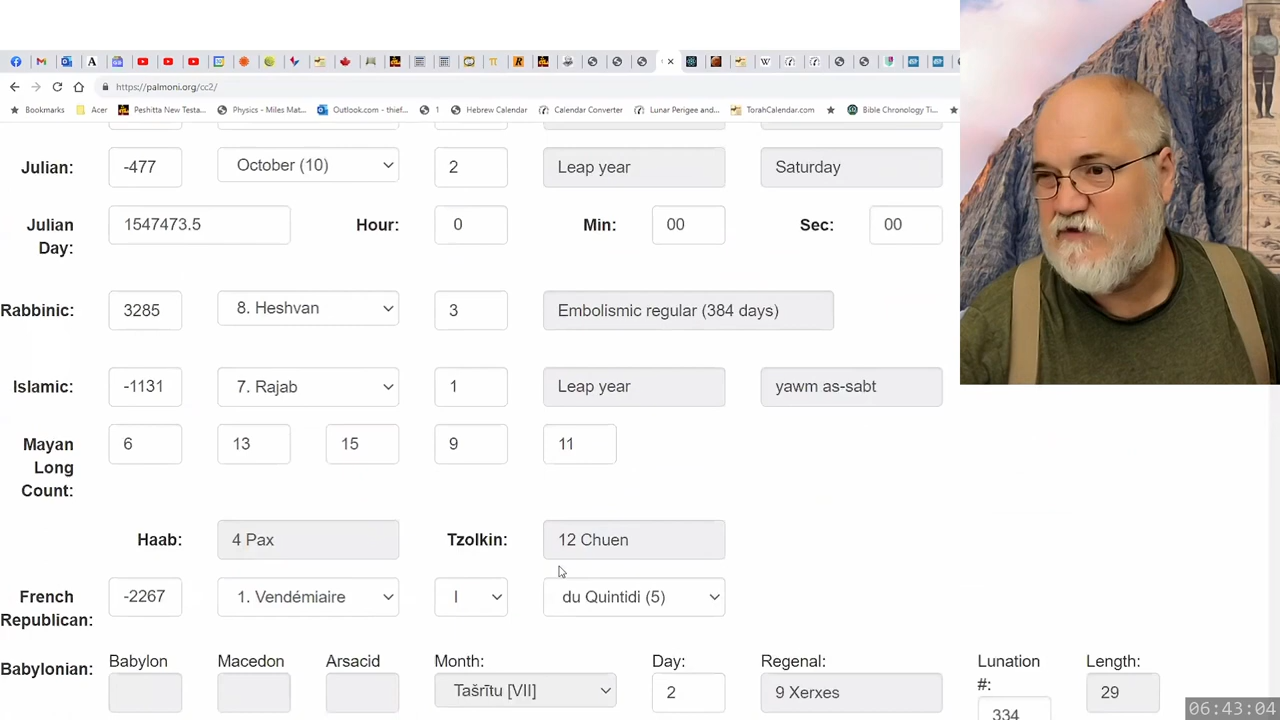 https://palmoni.org/cc2/
Bookmarks Acer Peshitta New Testa... Physics - Miles Mat... Outlook.com - thief... 1 Hebrew Calendar Calendar Converter Lunar Perigee and... TorahCalendar.com Bible Chronology Ti...
Julian: -477 October (10) 2 Leap year Saturday
Julian Day: 1547473.5 Hour: 0 Min: 00 Sec: 00
Rabbinic: 3285 8. Heshvan 3 Embolismic regular (384 days)
Islamic: -1131 7. Rajab 1 Leap year yawm as-sabt
Mayan Long Count: 6 13 15 9 11
Haab: 4 Pax Tzolkin: 12 Chuen
French Republican: -2267 1. Vendémiaire I du Quintidi (5)
Babylonian: Babylon Macedon Arsacid Month: Day: Regenal: Lunation #: Length:
Tašrītu [VII] 2 9 Xerxes 334 29
06:43:04